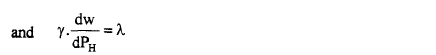 and γ. dw/dP_H = λ